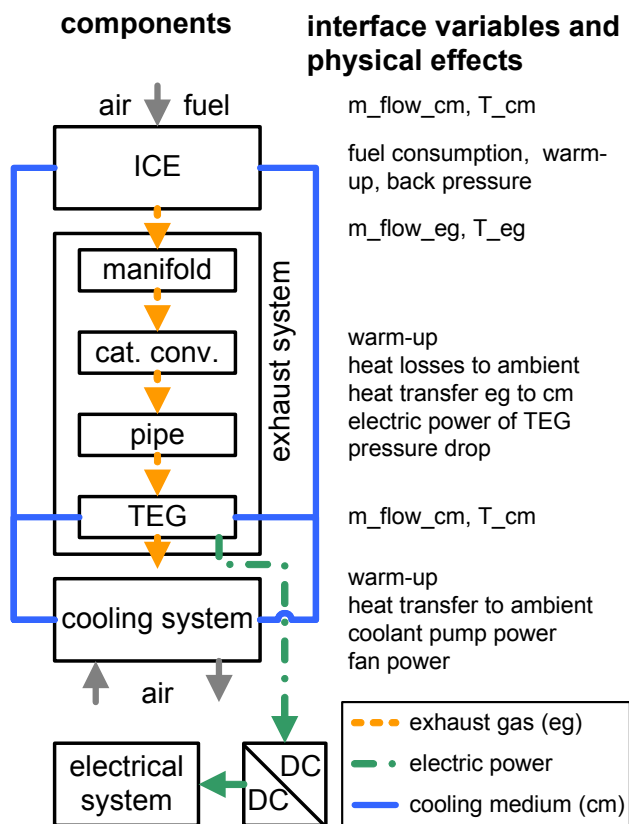 components
interface variables and
physical effects
air fuel
m_flow_cm, T_cm
ICE
fuel consumption, warm-
up, back pressure
m_flow_eg, T_eg
manifold
exhaust system
cat. conv.
warm-up
heat losses to ambient
heat transfer eg to cm
electric power of TEG
pressure drop
pipe
TEG
m_flow_cm, T_cm
cooling system
warm-up
heat transfer to ambient
coolant pump power
fan power
air
electrical
system
DC
DC
exhaust gas (eg)
electric power
cooling medium (cm)